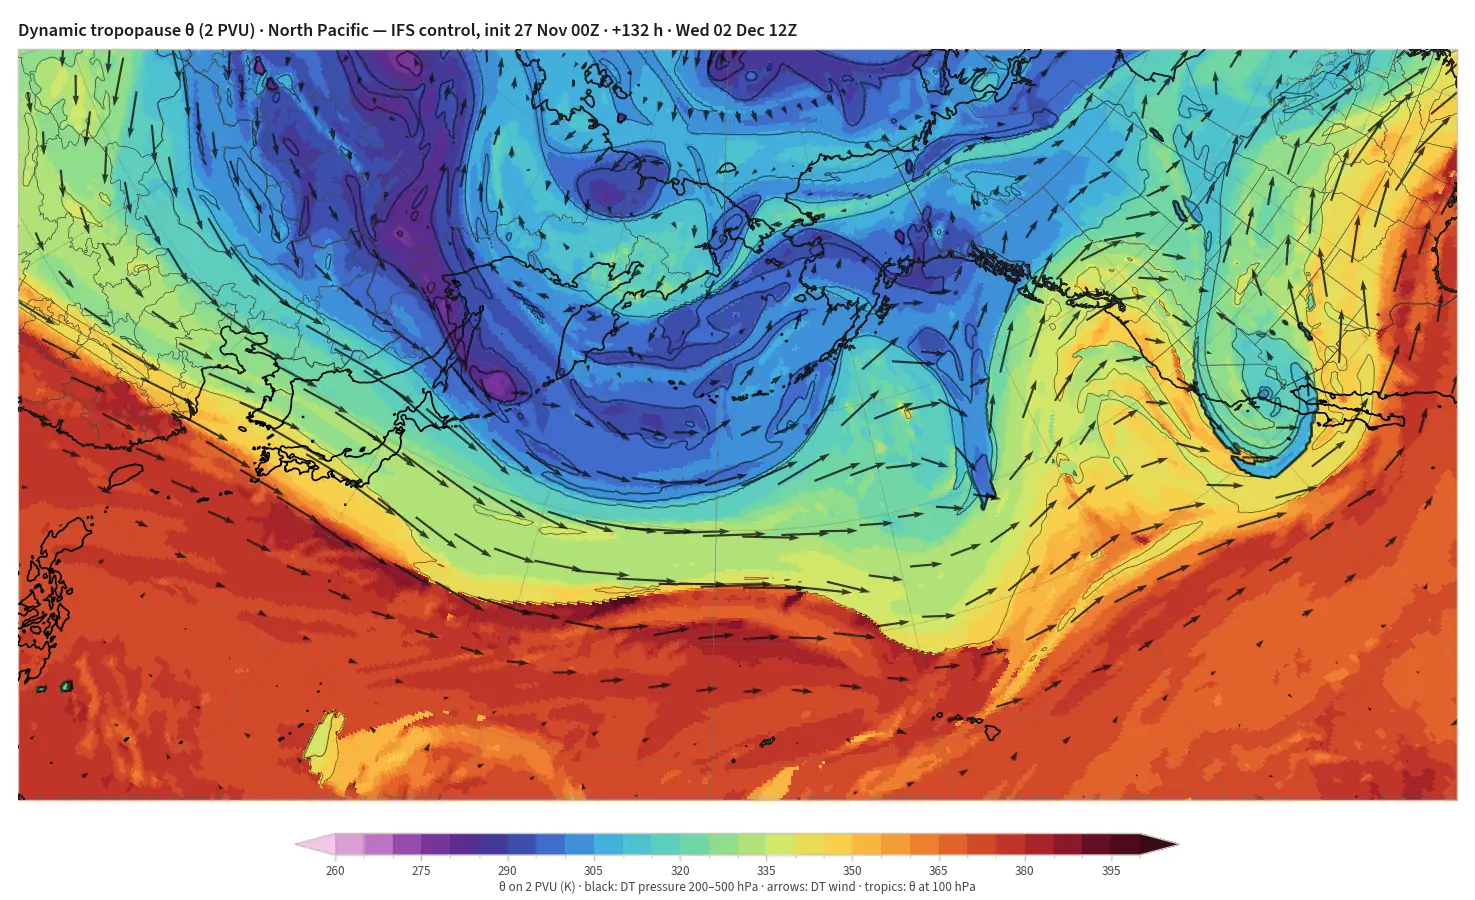 Dynamic tropopause θ (2 PVU) · North Pacific — IFS control, init 27 Nov 00Z · +132 h · Wed 02 Dec 12Z
260 275 290 305 320 335 350 365 380 395
θ on 2 PVU (K) · black: DT pressure 200–500 hPa · arrows: DT wind · tropics: θ at 100 hPa